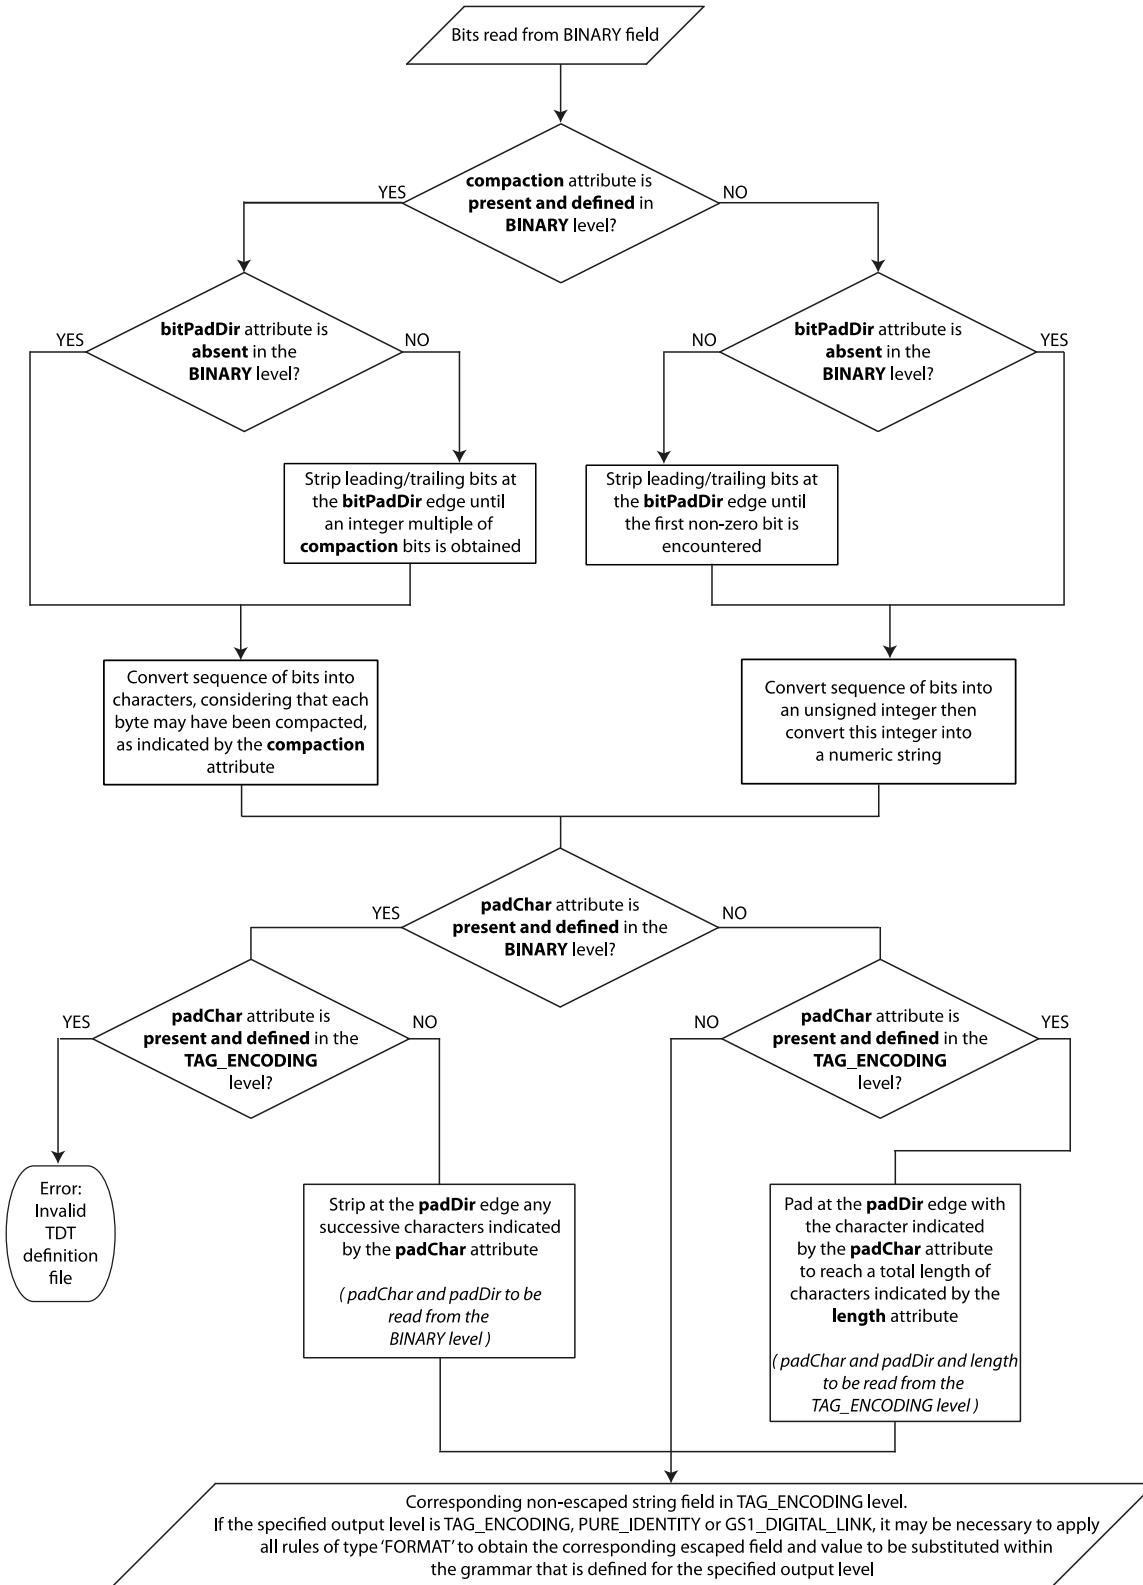 Bits read from BINARY field
compaction attribute is
present and defined in
BINARY level?
YES
NO
bitPadDir attribute is
absent in the
BINARY level?
YES
NO
bitPadDir attribute is
absent in the
BINARY level?
NO
YES
Strip leading/trailing bits at
the bitPadDir edge until
an integer multiple of
compaction bits is obtained
Strip leading/trailing bits at
the bitPadDir edge until
the first non-zero bit is
encountered
Convert sequence of bits into
characters, considering that each
byte may have been compacted,
as indicated by the compaction
attribute
Convert sequence of bits into
an unsigned integer then
convert this integer into
a numeric string
padChar attribute is
present and defined in the
BINARY level?
YES
NO
padChar attribute is
present and defined in the
TAG_ENCODING
level?
YES
NO
padChar attribute is
present and defined in the
TAG_ENCODING
level?
NO
YES
Error:
Invalid
TDT
definition
file
Strip at the padDir edge any
successive characters indicated
by the padChar attribute
( padChar and padDir to be
read from the
BINARY level )
Pad at the padDir edge with
the character indicated
by the padChar attribute
to reach a total length of
characters indicated by the
length attribute
( padChar and padDir and length
to be read from the
TAG_ENCODING level )
Corresponding non-escaped string field in TAG_ENCODING level.
If the specified output level is TAG_ENCODING, PURE_IDENTITY or GS1_DIGITAL_LINK, it may be necessary to apply
all rules of type 'FORMAT' to obtain the corresponding escaped field and value to be substituted within
the grammar that is defined for the specified output level